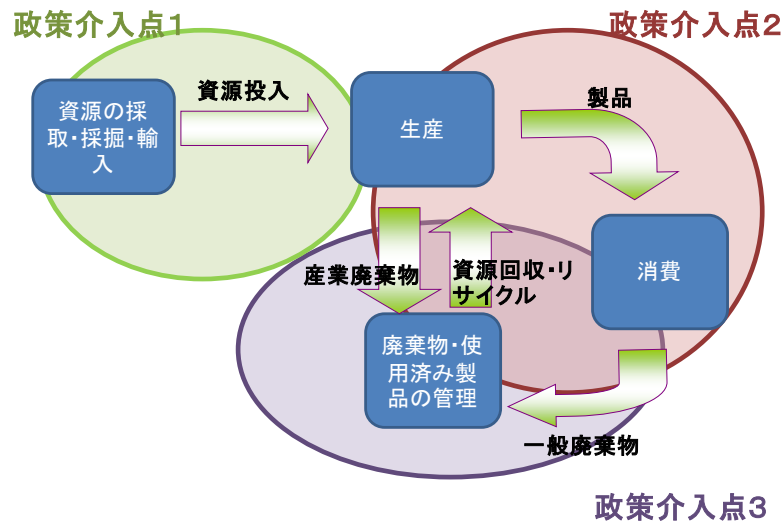 政策介入点1
政策介入点2
資源の採
取・採掘・輸
入
資源投入
生産
製品
産業廃棄物
資源回収・リ
サイクル
消費
廃棄物・使
用済み製
品の管理
一般廃棄物
政策介入点3